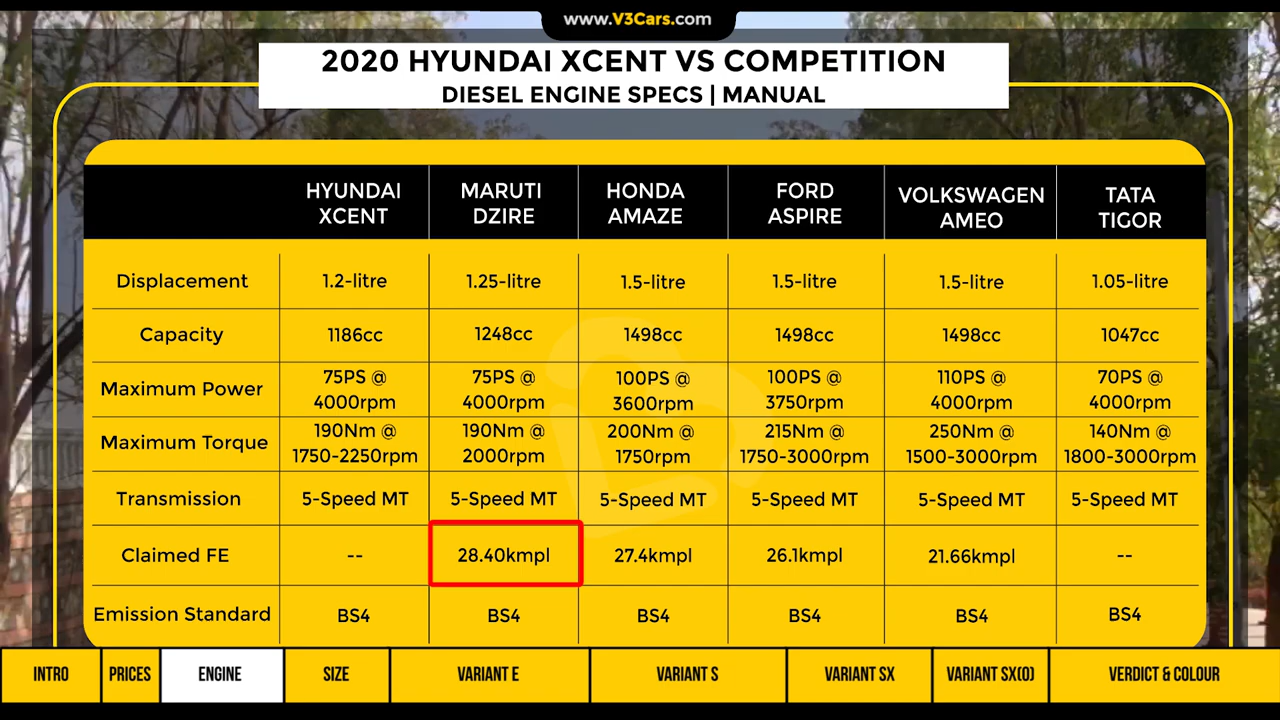 www.V3Cars.com
2020 HYUNDAI XCENT VS COMPETITION
DIESEL ENGINE SPECS | MANUAL
HYUNDAI XCENT MARUTI DZIRE HONDA AMAZE FORD ASPIRE VOLKSWAGEN AMEO TATA TIGOR
Displacement 1.2-litre 1.25-litre 1.5-litre 1.5-litre 1.5-litre 1.05-litre
Capacity 1186cc 1248cc 1498cc 1498cc 1498cc 1047cc
Maximum Power 75PS @ 4000rpm 75PS @ 4000rpm 100PS @ 3600rpm 100PS @ 3750rpm 110PS @ 4000rpm 70PS @ 4000rpm
Maximum Torque 190Nm @ 1750-2250rpm 190Nm @ 2000rpm 200Nm @ 1750rpm 215Nm @ 1750-3000rpm 250Nm @ 1500-3000rpm 140Nm @ 1800-3000rpm
Transmission 5-Speed MT 5-Speed MT 5-Speed MT 5-Speed MT 5-Speed MT 5-Speed MT
Claimed FE -- 28.40kmpl 27.4kmpl 26.1kmpl 21.66kmpl --
Emission Standard BS4 BS4 BS4 BS4 BS4 BS4
INTRO PRICES ENGINE SIZE VARIANT E VARIANT S VARIANT SX VARIANT SX(O) VERDICT & COLOUR